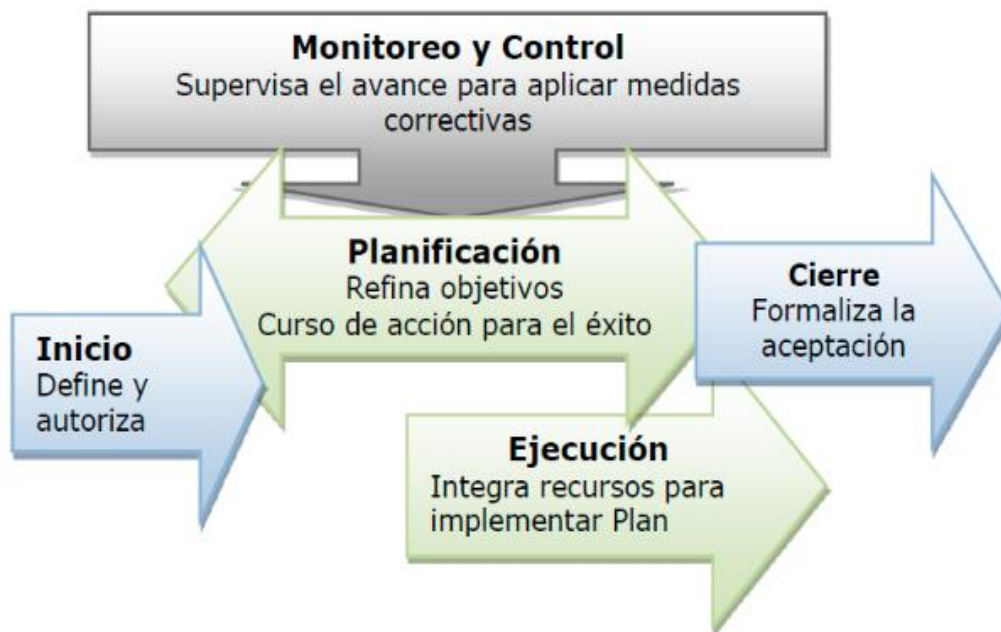 Monitoreo y Control
Supervisa el avance para aplicar medidas
correctivas
Planificación
Refina objetivos
Curso de acción para el éxito
Inicio
Define y
autoriza
Cierre
Formaliza la
aceptación
Ejecución
Integra recursos para
implementar Plan